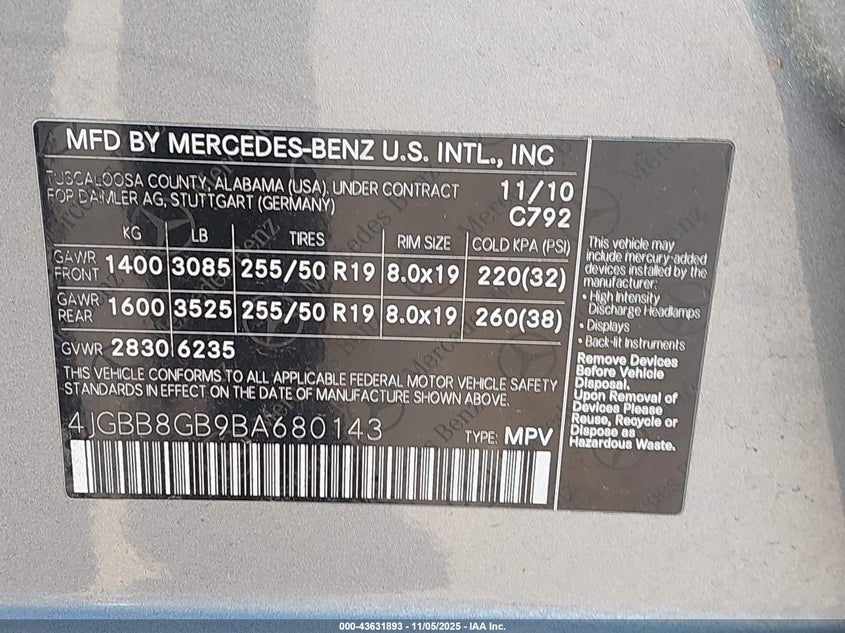 MFD BY MERCEDES-BENZ U.S. INTL., INC
TUSCALOOSA COUNTY, ALABAMA (USA), UNDER CONTRACT
FOP DAIMLER AG, STUTTGART (GERMANY)
11/10
C792
KG LB TIRES RIM SIZE COLD KPA (PSI)
GAWR FRONT 1400 3085 255/50 R19 8.0x19 220(32)
GAWR REAR 1600 3525 255/50 R19 8.0x19 260(38)
GVWR 2830 6235
THIS VEHICLE CONFORMS TO ALL APPLICABLE FEDERAL MOTOR VEHICLE SAFETY
STANDARDS IN EFFECT ON THE DATE OF MANUFACTURE SHOWN ABOVE.
4JGBB8GB9BA680143
TYPE: MPV
This vehicle may
include mercury-added
devices installed by the
manufacturer:
• High Intensity
Discharge Headlamps
• Displays
• Back-lit Instruments
Remove Devices
Before Vehicle
Disposal.
Upon Removal of
Devices Please
Recycle or
Dispose as
Hazardous Waste.
000-43631893 - 11/05/2025 - IAA Inc.